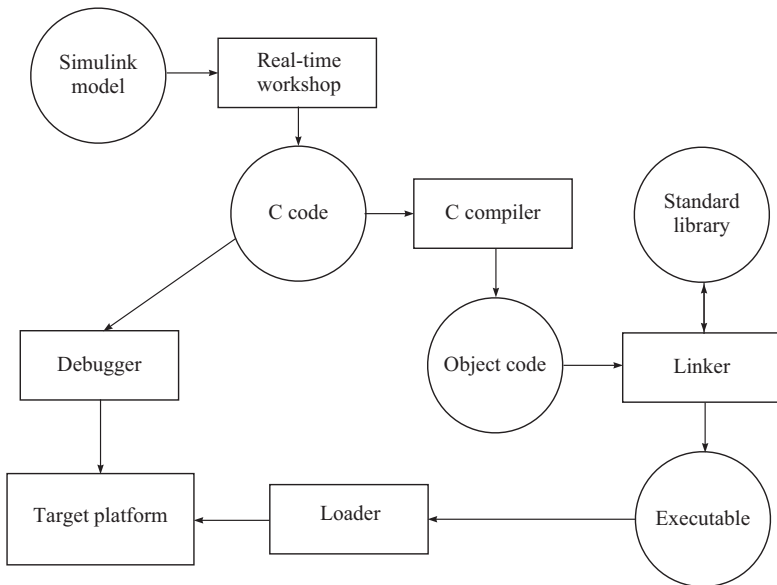 Simulink
model
Real-time
workshop
C code
C compiler
Standard
library
Debugger
Object code
Linker
Target platform
Loader
Executable